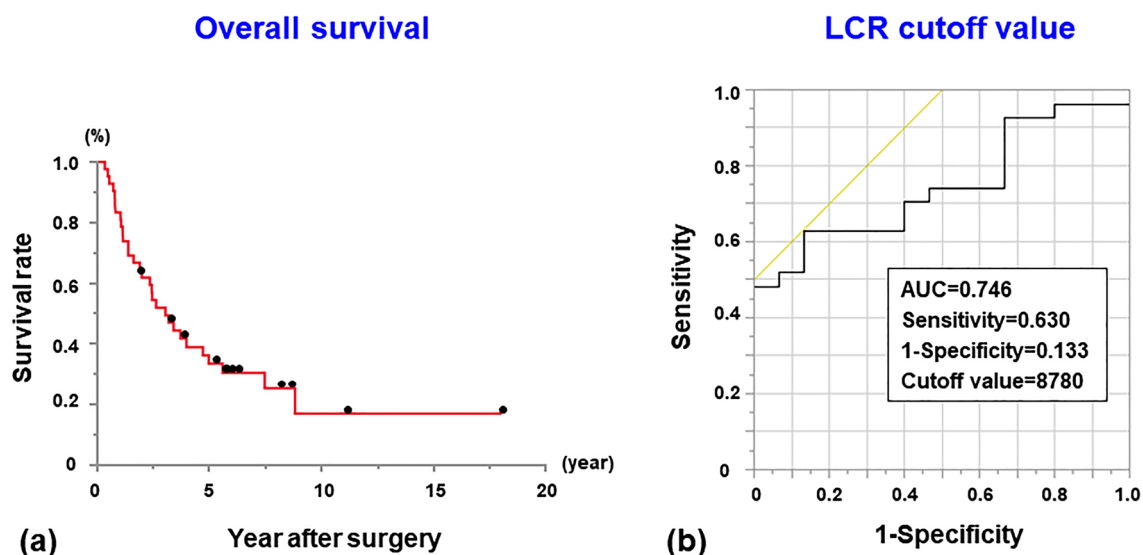 Overall survival
(%)
Survival rate
1.0
0.8
0.6
0.4
0.2
0
0 5 10 15 20
(year)
Year after surgery
(a)
LCR cutoff value
Sensitivity
1.0
0.8
0.6
0.4
0.2
0
AUC=0.746
Sensitivity=0.630
1-Specificity=0.133
Cutoff value=8780
0 0.2 0.4 0.6 0.8 1.0
1-Specificity
(b)